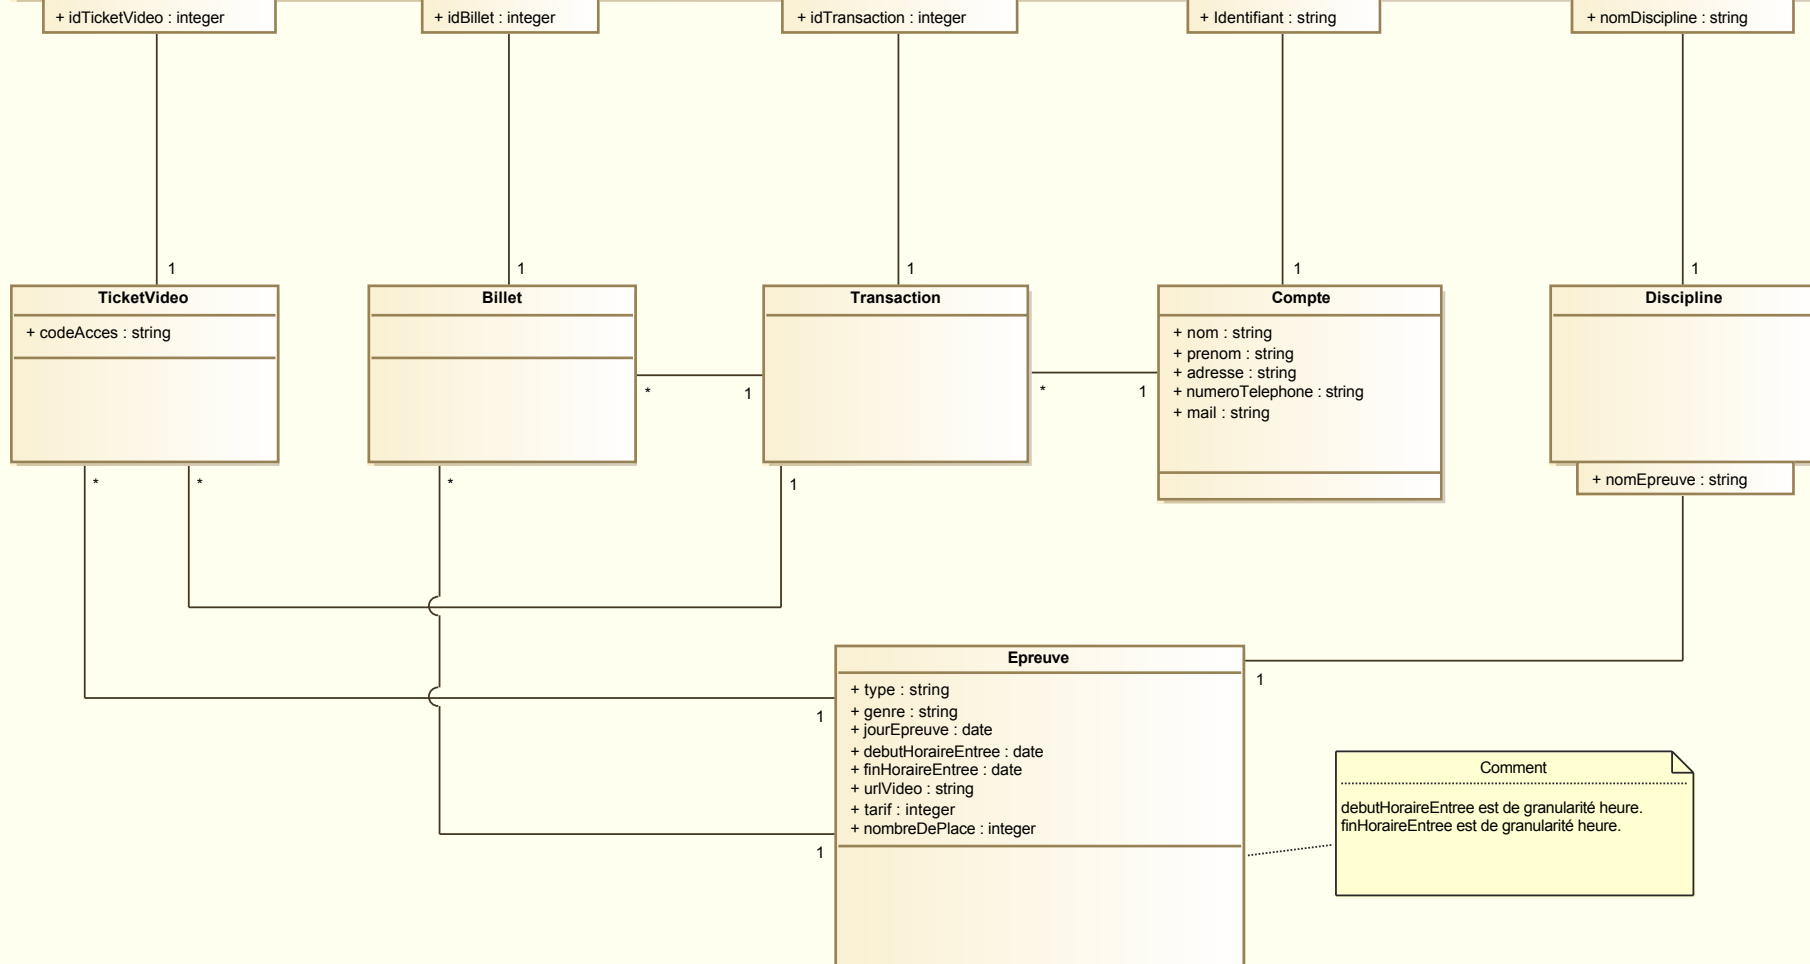 + idTicketVideo : integer
+ idBillet : integer
+ idTransaction : integer
+ Identifiant : string
+ nomDiscipline : string
1
1
1
1
1
TicketVideo
+ codeAcces : string
Billet
Transaction
Compte
+ nom : string
+ prenom : string
+ adresse : string
+ numeroTelephone : string
+ mail : string
Discipline
* 1
* 1
+ nomEpreuve : string
*
*
*
1
Epreuve
+ type : string
+ genre : string
+ jourEpreuve : date
+ debutHoraireEntree : date
+ finHoraireEntree : date
+ urlVideo : string
+ tarif : integer
+ nombreDePlace : integer
1
1
1
Comment
debutHoraireEntree est de granularité heure.
finHoraireEntree est de granularité heure.